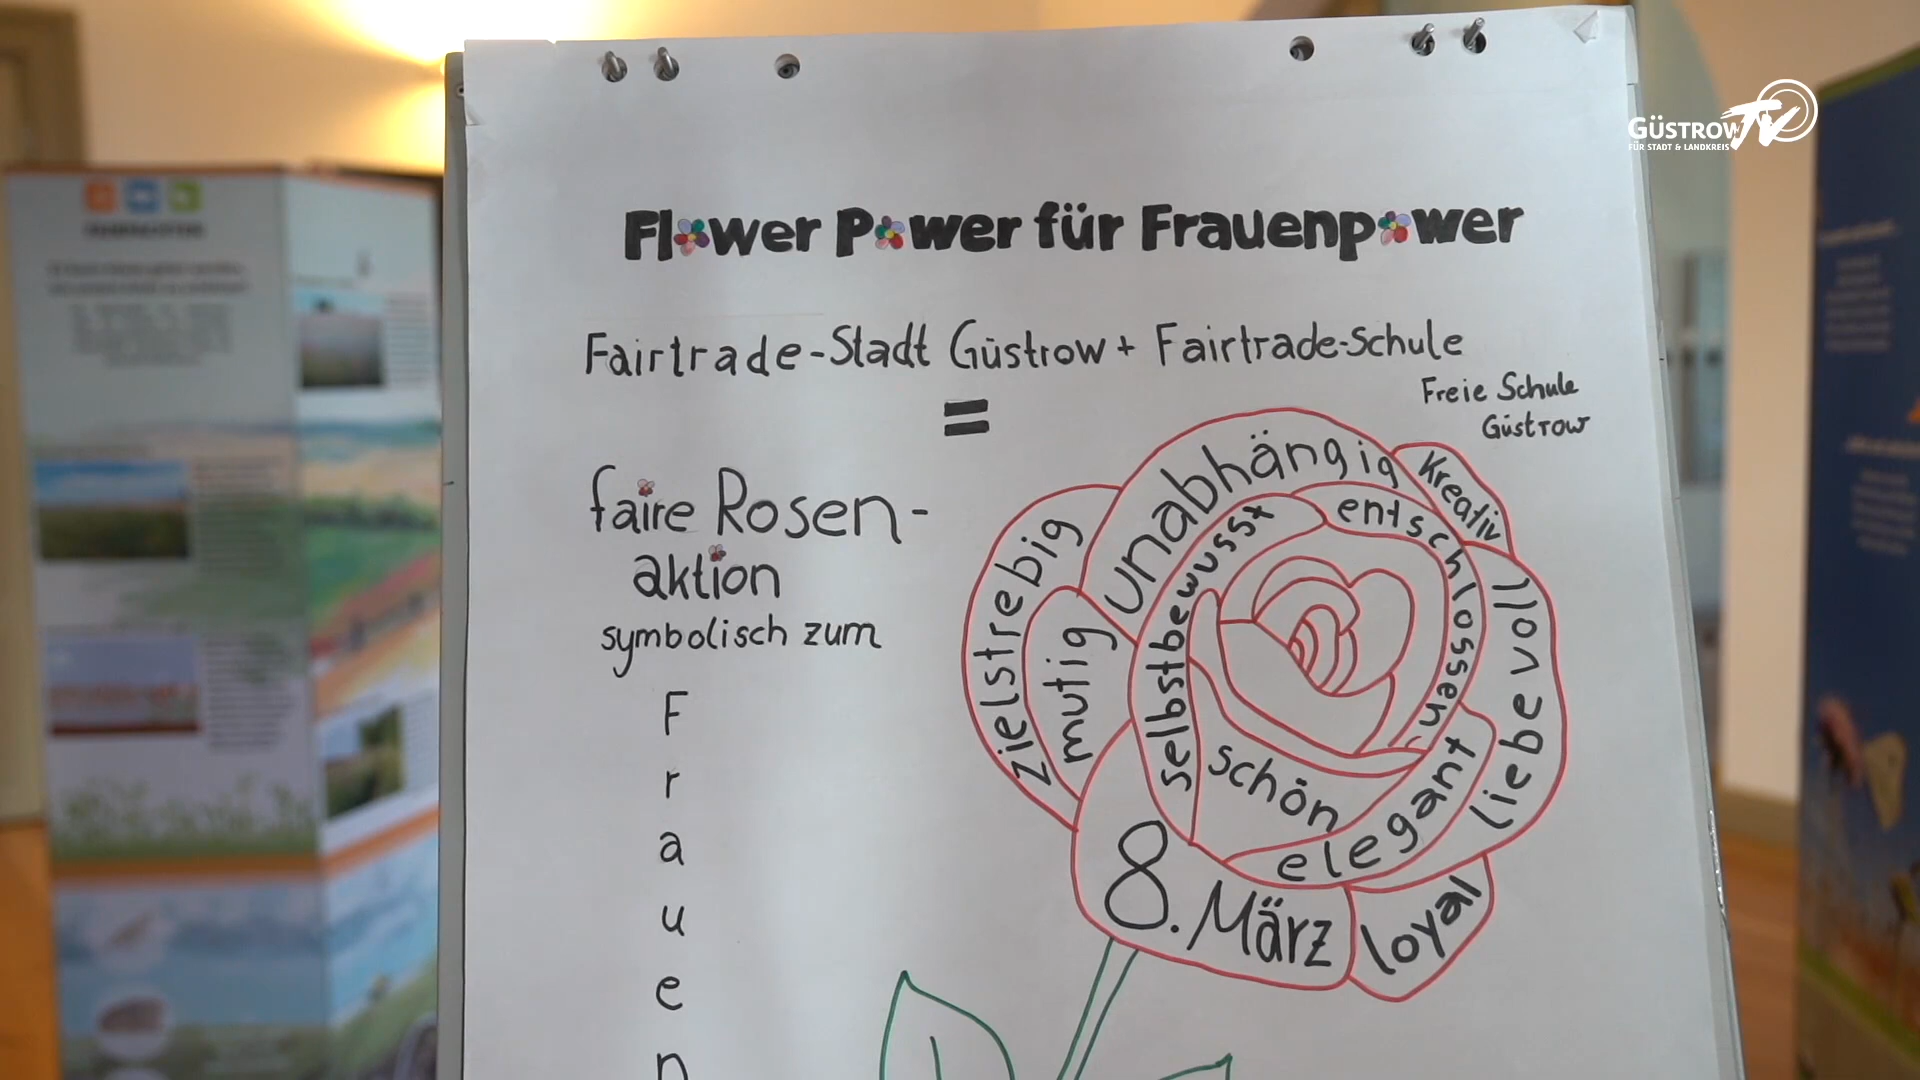 GÜSTROW TV
FÜR STADT & LANDKREIS
Flower Power für Frauenpower
Fairtrade-Stadt Güstrow + Fairtrade-Schule
Freie Schule
Güstrow
=
faire Rosen-
aktion
symbolisch zum
F
r
a
u
e
n
zielstrebig
mutig
unabhängig
selbstbewusst
entschlossen
kreativ
liebevoll
schön
elegant
8. März
loyal